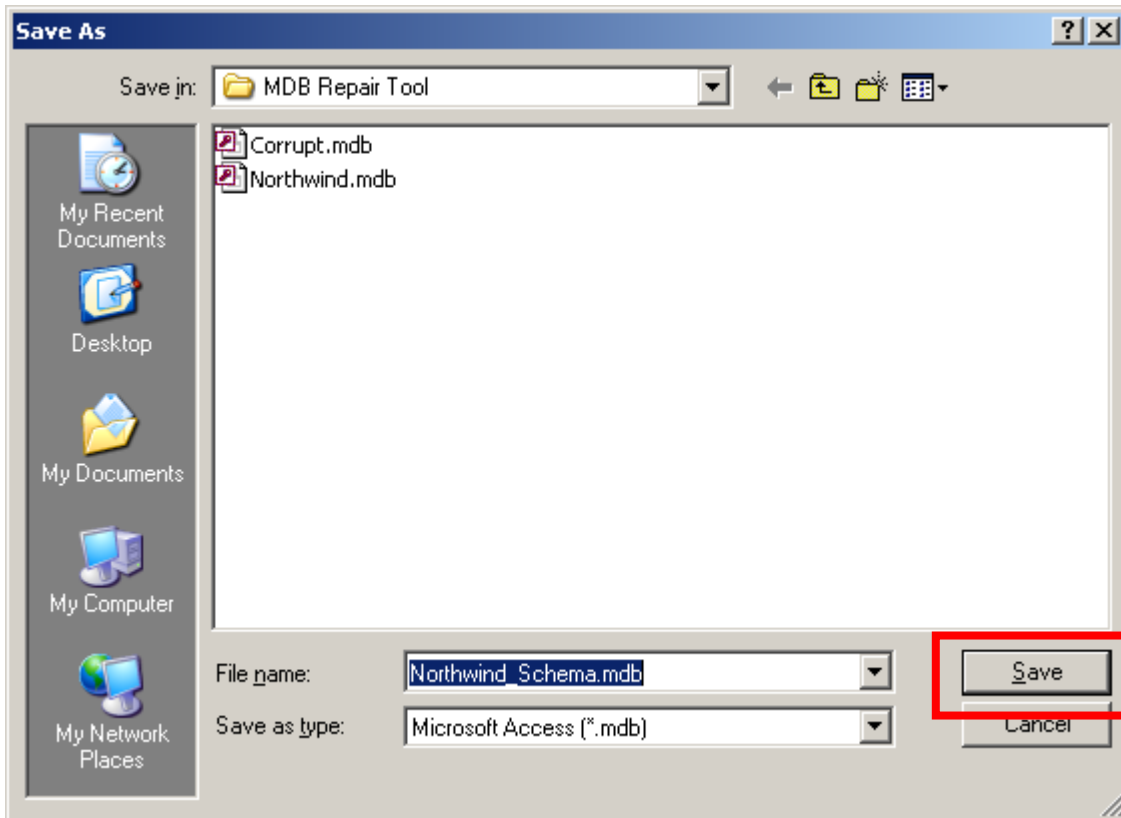 Save As
Save in:
MDB Repair Tool
Corrupt.mdb
Northwind.mdb
My Recent
Documents
Desktop
My Documents
My Computer
My Network
Places
File name:
Northwind_Schema.mdb
Save
Save as type:
Microsoft Access (*.mdb)
Cancel